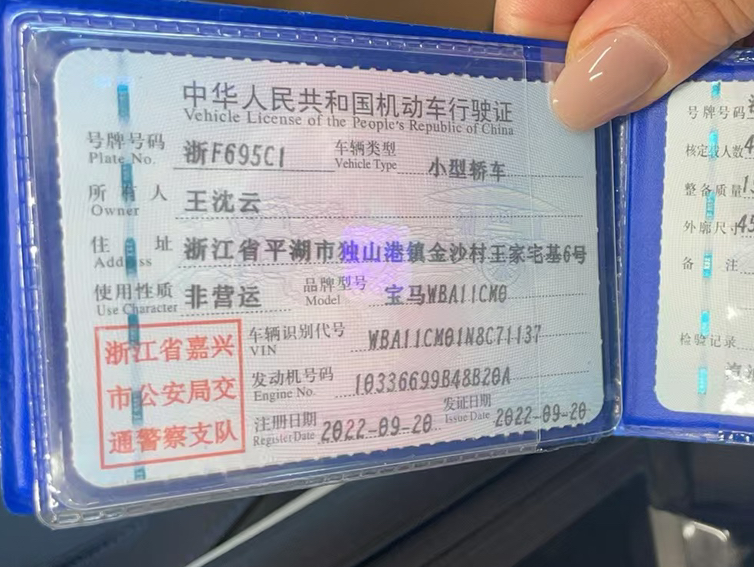 中华人民共和国机动车行驶证
Vehicle License of the People's Republic of China
号牌号码 浙F695C1 车辆类型 小型轿车
Plate No. Vehicle Type
所有人 王沈云
Owner
住址 浙江省平湖市独山港镇金沙村王家宅基6号
Address
使用性质 非营运 品牌型号 宝马WBA11CM0
Use Character Model
浙江省嘉兴
市公安局交
通警察支队
车辆识别代号 WBA11CM01N8C71137
VIN
发动机号码 10336699B48B20A
Engine No.
注册日期 2022-09-20 发证日期 2022-09-20
Register Date Issue Date
号牌号码
核定载人数
整备质量
外廓尺寸
备注
检验记录